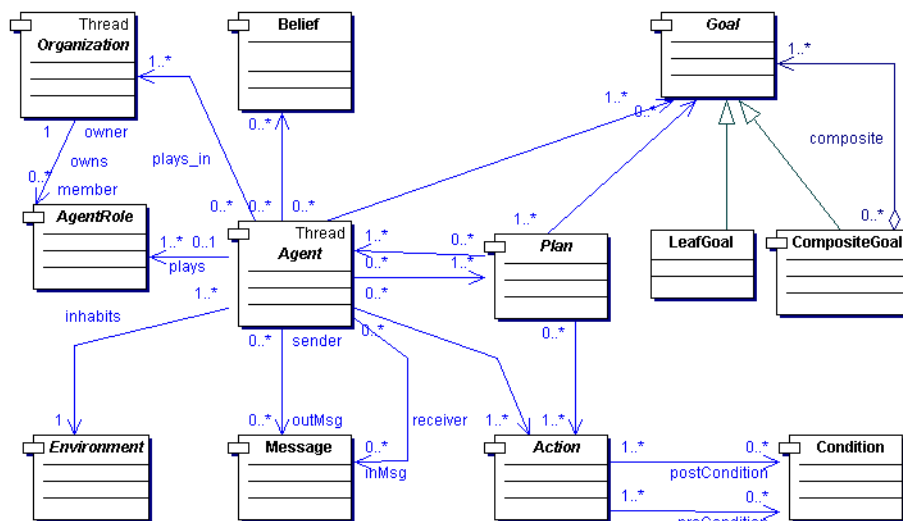 Thread
Organization
Belief
Goal
1..*
1..*
1..*
0..*
0..*
1
owner
composite
owns
plays_in
0..*
member
0..*
0..*
0..*
1..*
0..*
AgentRole
Thread
Agent
1..*
0..*
Plan
LeafGoal
CompositeGoal
1..*
0..1
plays
0..*
1..*
1..*
0..*
inhabits
0..*
sender
0..*
0..*
1
0..*
outMsg
receiver
1..*
1..*
Environment
Message
0..*
inMsg
Action
1..*
0..*
Condition
postCondition
1..*
0..*
preCondition